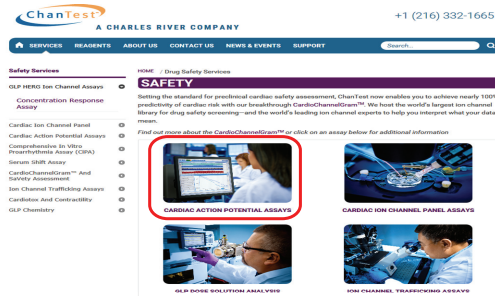 ChanTest
A CHARLES RIVER COMPANY
+1 (216) 332-1665
SERVICES REAGENTS ABOUT US CONTACT US NEWS & EVENTS SUPPORT Search...
Safety Services
GLP HERG Ion Channel Assays
Concentration Response
Assay
Cardiac Ion Channel Panel
Cardiac Action Potential Assays
Comprehensive In Vitro
Proarrhythmia Assay (CiPA)
Serum Shift Assay
CardioChannelGram™ And
SaVety Assessment
Ion Channel Trafficking Assays
Cardiotox And Contractility
GLP Chemistry
HOME / Drug Safety Services
SAFETY
Setting the standard for preclinical cardiac safety assessment, ChanTest now enables you to achieve nearly 100%
predictivity of cardiac risk with our breakthrough CardioChannelGram™. We host the world's largest ion channel
library for drug safety screening—and the world's leading ion channel experts to help you interpret what your data
mean.
Find out more about the CardioChannelGram™ or click on an assay below for additional information
CARDIAC ACTION POTENTIAL ASSAYS
CARDIAC ION CHANNEL PANEL ASSAYS
GLP DOSE SOLUTION ANALYSIS
ION CHANNEL TRAFFICKING ASSAYS